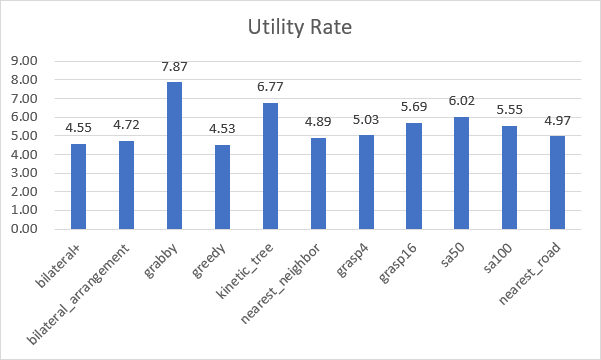 Utility Rate
9.00
8.00
7.00
6.00
5.00
4.00
3.00
2.00
1.00
0.00
4.55
4.72
7.87
4.53
6.77
4.89
5.03
5.69
6.02
5.55
4.97
bilateral+
bilateral_arrangement
grabby
greedy
kinetic_tree
nearest_neighbor
grasp4
grasp16
sa50
sa100
nearest_road